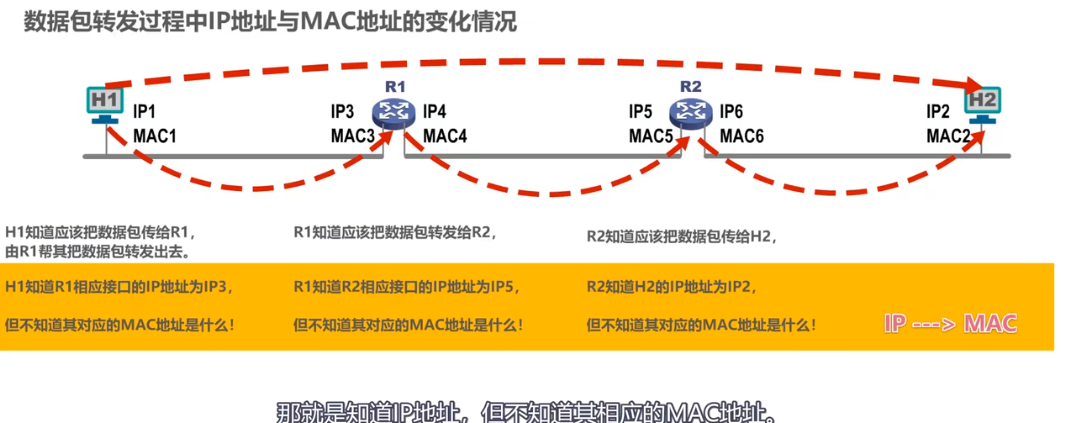 数据包转发过程中IP地址与MAC地址的变化情况
R1
R2
H1
H2
IP1
IP3
IP4
IP5
IP6
IP2
MAC1
MAC3
MAC4
MAC5
MAC6
MAC2
H1知道应该把数据包传给R1，
由R1帮其把数据包转发出去。
R1知道应该把数据包转发给R2，
R2知道应该把数据包传给H2，
H1知道R1相应接口的IP地址为IP3，
R1知道R2相应接口的IP地址为IP5，
R2知道H2的IP地址为IP2，
但不知道其对应的MAC地址是什么！
但不知道其对应的MAC地址是什么！
但不知道其对应的MAC地址是什么！
IP ---> MAC
那就是知道IP地址，但不知道其相应的MAC地址。